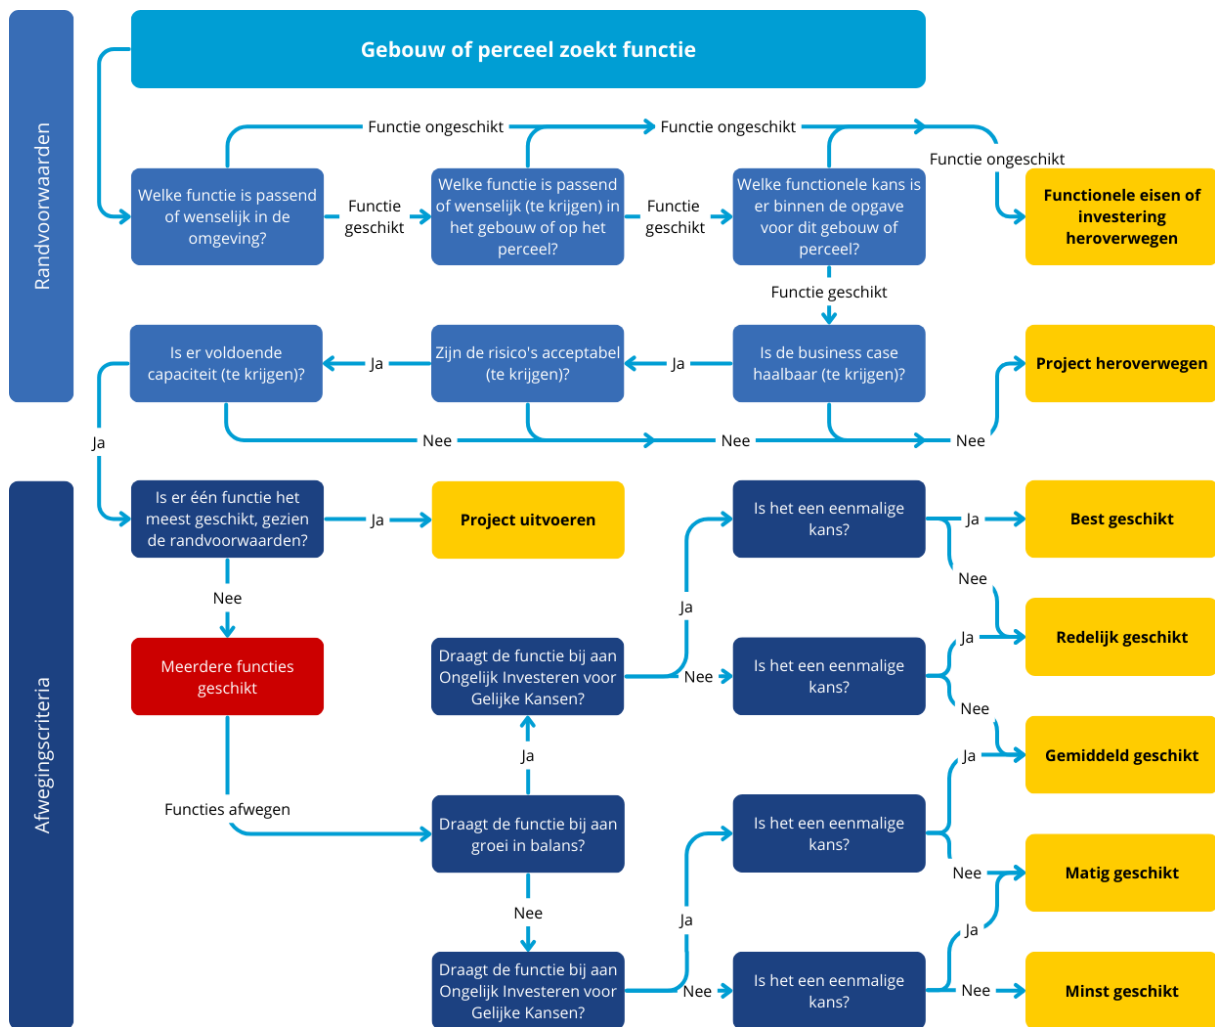 Gebouw of perceel zoekt functie
Randvoorwaarden
Functie ongeschikt
Functie ongeschikt
Functie ongeschikt
Welke functie is passend
of wenselijk in de
omgeving?
Functie
geschikt
Welke functie is passend
of wenselijk (te krijgen) in
het gebouw of op het
perceel?
Functie
geschikt
Welke functionele kans is
er binnen de opgave
voor dit gebouw of
perceel?
Functionele eisen of
investering
heroverwegen
Functie geschikt
Is er voldoende
capaciteit (te krijgen)?
Ja
Zijn de risico's acceptabel
(te krijgen)?
Ja
Is de business case
haalbaar (te krijgen)?
Project heroverwegen
Ja
Nee
Nee
Nee
Afwegingscriteria
Is er één functie het
meest geschikt, gezien
de randvoorwaarden?
Ja
Project uitvoeren
Is het een eenmalige
kans?
Ja
Best geschikt
Nee
Nee
Ja
Redelijk geschikt
Meerdere functies
geschikt
Draagt de functie bij aan
Ongelijk Investeren voor
Gelijke Kansen?
Nee
Is het een eenmalige
kans?
Ja
Nee
Ja
Gemiddeld geschikt
Ja
Functies afwegen
Draagt de functie bij aan
groei in balans?
Is het een eenmalige
kans?
Nee
Matig geschikt
Nee
Ja
Ja
Draagt de functie bij aan
Ongelijk Investeren voor
Gelijke Kansen?
Nee
Is het een eenmalige
kans?
Nee
Minst geschikt